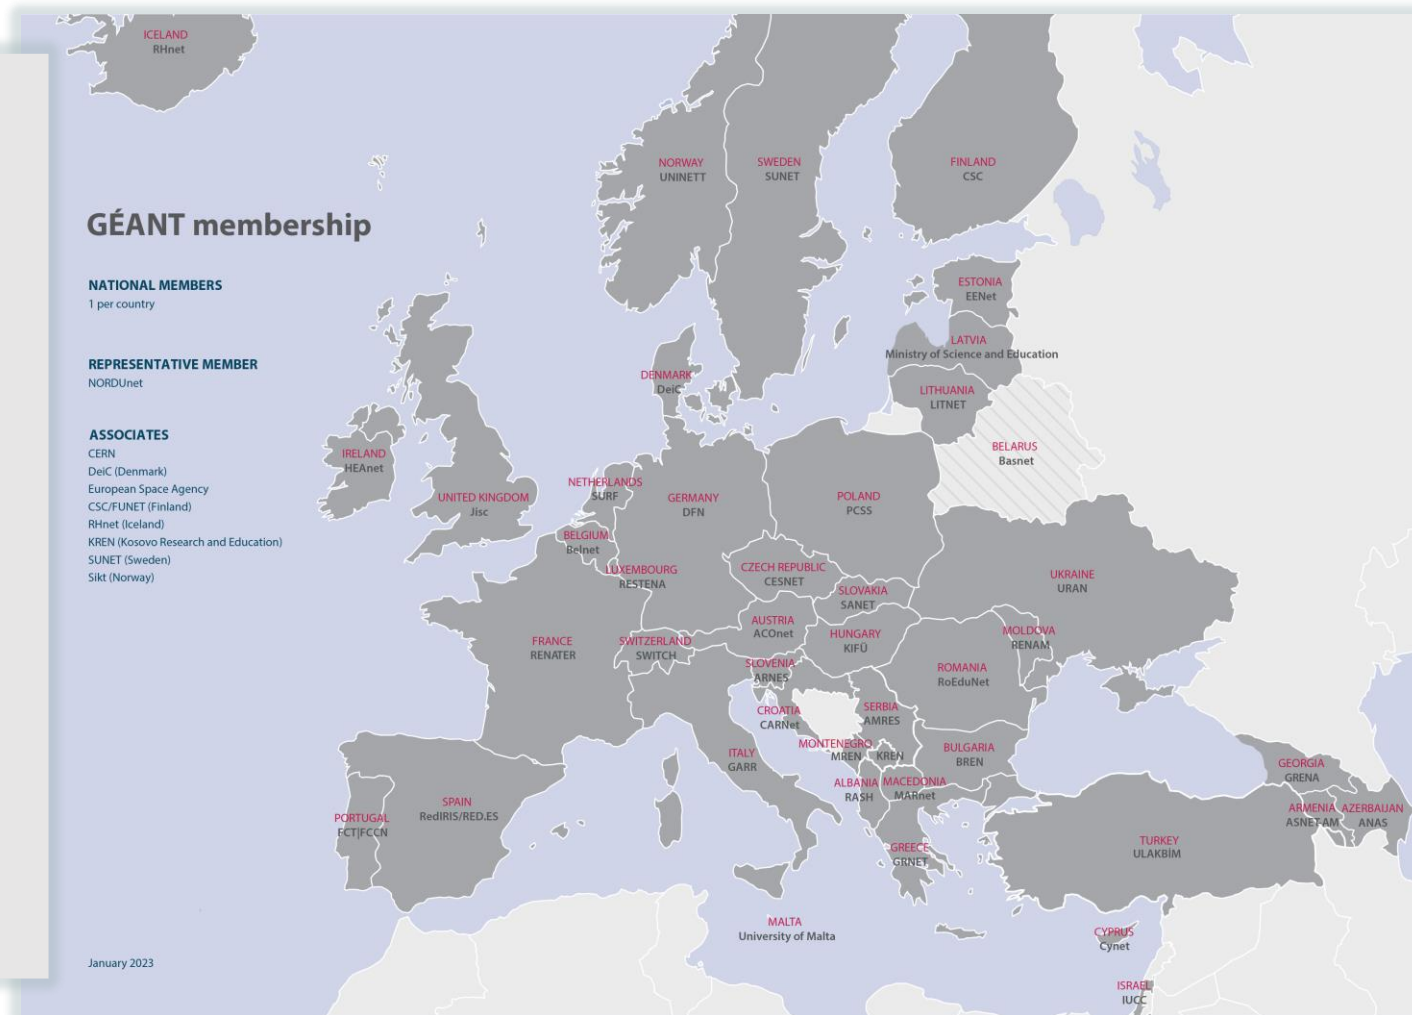 ICELAND
RHnet
NORWAY
UNINETT
SWEDEN
SUNET
FINLAND
CSC
GÉANT membership
NATIONAL MEMBERS
1 per country
REPRESENTATIVE MEMBER
NORDUnet
ASSOCIATES
CERN
DeiC (Denmark)
European Space Agency
CSC/FUNET (Finland)
RHnet (Iceland)
KREN (Kosovo Research and Education)
SUNET (Sweden)
Sikt (Norway)
ESTONIA
EENet
LATVIA
Ministry of Science and Education
DENMARK
DeiC
LITHUANIA
LITNET
BELARUS
Basnet
IRELAND
HEAnet
UNITED KINGDOM
Jisc
NETHERLANDS
SURF
GERMANY
DFN
POLAND
PCSS
BELGIUM
Belnet
LUXEMBOURG
RESTENA
CZECH REPUBLIC
CESNET
SLOVAKIA
SANET
UKRAINE
URAN
AUSTRIA
ACOnet
HUNGARY
KIFÜ
MOLDOVA
RENAM
FRANCE
RENATER
SWITZERLAND
SWITCH
SLOVENIA
ARNES
ROMANIA
RoEduNet
CROATIA
CARNet
SERBIA
AMRES
MONTENEGRO
MREN
KREN
BULGARIA
BREN
ITALY
GARR
ALBANIA
RASH
MACEDONIA
MARnet
GEORGIA
GRENA
ARMENIA
ASNET-AM
AZERBAIJAN
ANAS
PORTUGAL
FCT|FCCN
SPAIN
RedIRIS/RED.ES
GREECE
GRNET
TURKEY
ULAKBİM
MALTA
University of Malta
CYPRUS
Cynet
ISRAEL
IUCC
January 2023